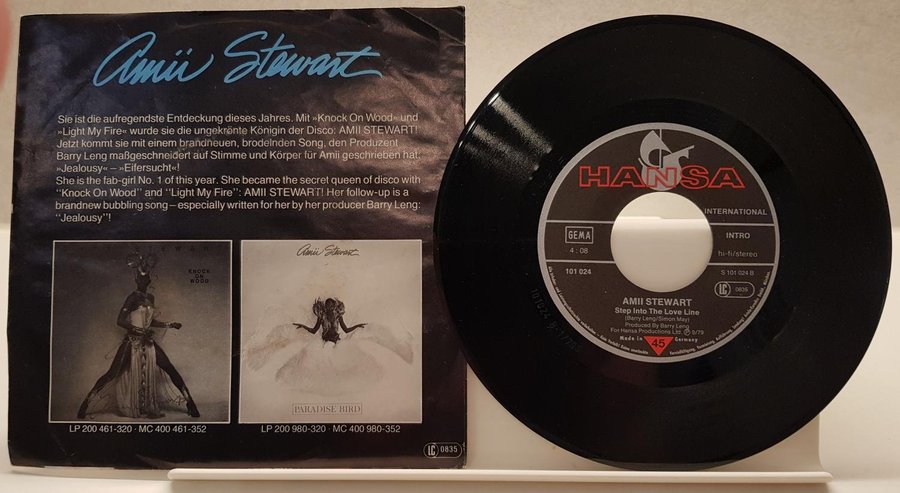 Amii Stewart
Sie ist die aufregendste Entdeckung dieses Jahres. Mit »Knock On Wood« und
»Light My Fire« wurde sie die ungekrönte Königin der Disco: AMII STEWART!
Jetzt kommt sie mit einem brandneuen, brodelnden Song, den Produzent
Barry Leng maßgeschneidert auf Stimme und Körper für Amii geschrieben hat:
»Jealousy« – »Eifersucht«!
She is the fab-girl No. 1 of this year. She became the secret queen of disco with
"Knock On Wood" and "Light My Fire": AMII STEWART! Her follow-up is a
brandnew bubbling song – especially written for her by her producer Barry Leng:
"Jealousy"!
KNOCK
ON
WOOD
Amii Stewart
PARADISE BIRD
LP 200 461-320 · MC 400 461-352
LP 200 980-320 · MC 400 980-352
LC 0835
HANSA
INTERNATIONAL
GEMA
INTRO
4:08
hi-fi/stereo
101 024
S 101 024 B
LC 0835
AMII STEWART
Step Into The Love Line
(Barry Leng/Simon May)
Produced By Barry Leng
For Hansa Productions Ltd. ℗ 9/79
Made in Germany
45